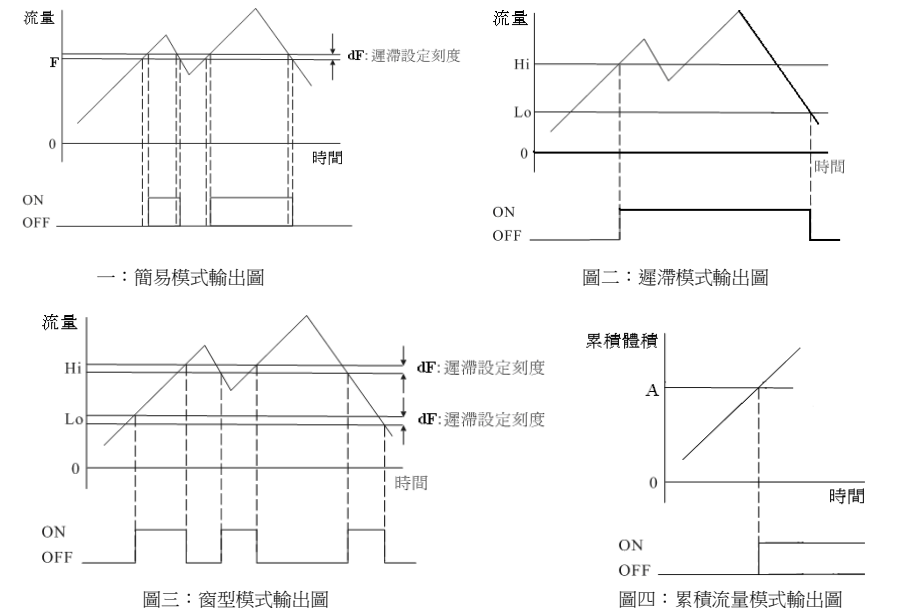 流量
F
dF: 遲滯設定刻度
0
時間
ON
OFF
一：簡易模式輸出圖
流量
Hi
Lo
0
時間
ON
OFF
圖二：遲滯模式輸出圖
流量
Hi
dF: 遲滯設定刻度
Lo
dF: 遲滯設定刻度
0
時間
ON
OFF
圖三：窗型模式輸出圖
累積體積
A
0
時間
ON
OFF
圖四：累積流量模式輸出圖